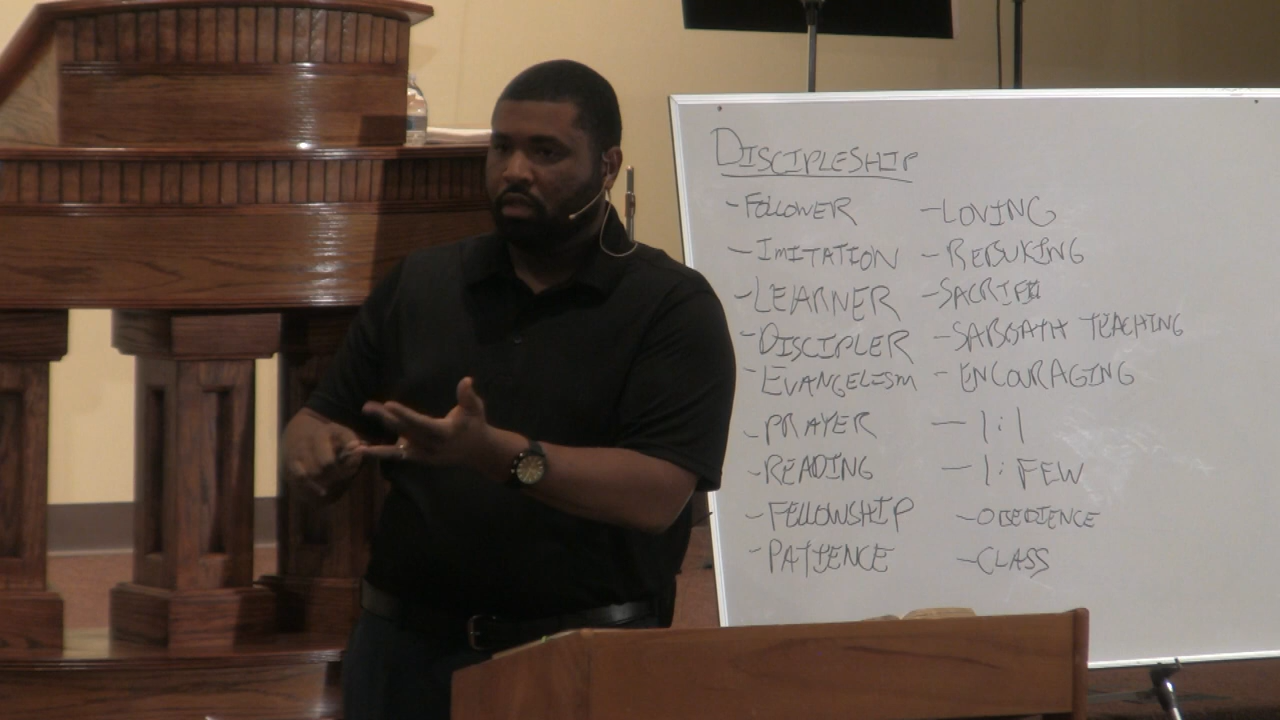 DISCIPLESHIP
- FOLLOWER
- IMITATION
- LEARNER
- DISCIPLER
- EVANGELISM
- PRAYER
- READING
- FELLOWSHIP
- PATIENCE
- LOVING
- REBUKING
- SABBATH TEACHING
- ENCOURAGING
- 1:1
- 1: FEW
- OBEDIENCE
- CLASS